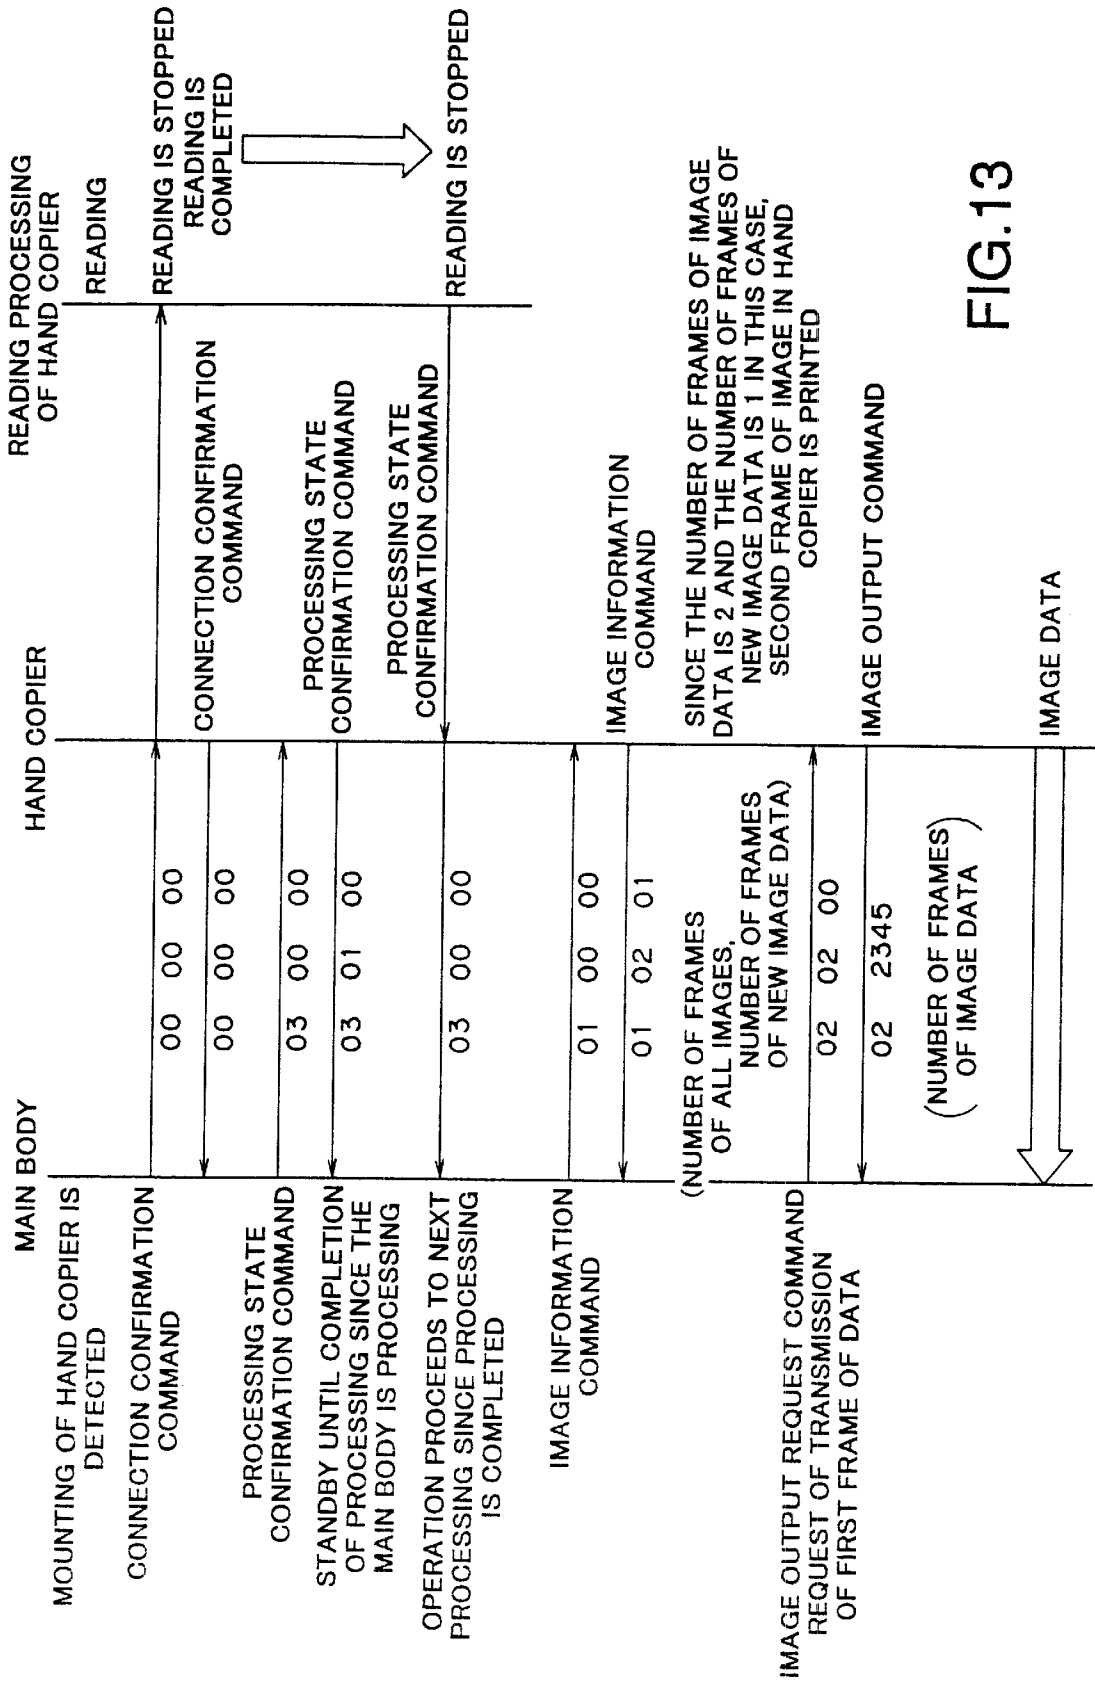 MAIN BODY
HAND COPIER
READING PROCESSING
OF HAND COPIER
MOUNTING OF HAND COPIER IS
DETECTED
READING
CONNECTION CONFIRMATION
COMMAND
00 00 00
READING IS STOPPED
READING IS
COMPLETED
00 00 00
CONNECTION CONFIRMATION
COMMAND
PROCESSING STATE
CONFIRMATION COMMAND
03 00 00
STANDBY UNTIL COMPLETION
OF PROCESSING SINCE THE
MAIN BODY IS PROCESSING
03 01 00
PROCESSING STATE
CONFIRMATION COMMAND
OPERATION PROCEEDS TO NEXT
PROCESSING SINCE PROCESSING
IS COMPLETED
03 00 00
PROCESSING STATE
CONFIRMATION COMMAND
READING IS STOPPED
IMAGE INFORMATION
COMMAND
01 00 00
01 02 01
IMAGE INFORMATION
COMMAND
(NUMBER OF FRAMES
OF ALL IMAGES,
NUMBER OF FRAMES
OF NEW IMAGE DATA)
SINCE THE NUMBER OF FRAMES OF IMAGE
DATA IS 2 AND THE NUMBER OF FRAMES OF
NEW IMAGE DATA IS 1 IN THIS CASE,
SECOND FRAME OF IMAGE IN HAND
COPIER IS PRINTED
IMAGE OUTPUT REQUEST COMMAND
REQUEST OF TRANSMISSION
OF FIRST FRAME OF DATA
02 02 00
02 2345
IMAGE OUTPUT COMMAND
(NUMBER OF FRAMES
OF IMAGE DATA)
IMAGE DATA
FIG.13